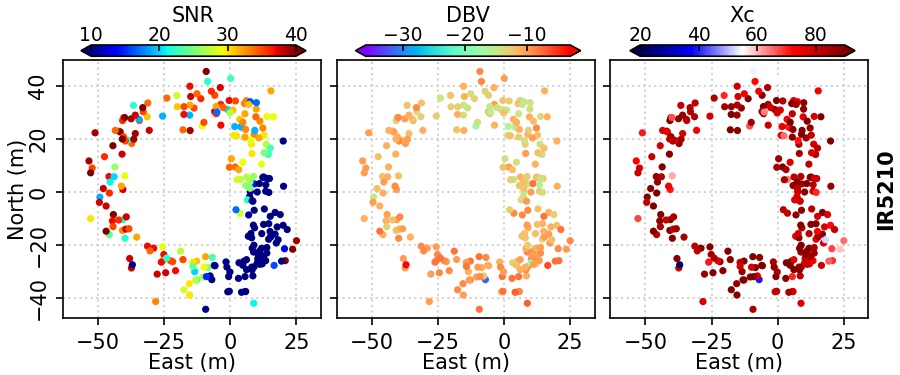 SNR DBV Xc
10 20 30 40 −30 −20 −10 20 40 60 80
40
20
0
−20
−40
North (m)
IR5210
−50 −25 0 25 −50 −25 0 25 −50 −25 0 25
East (m) East (m) East (m)